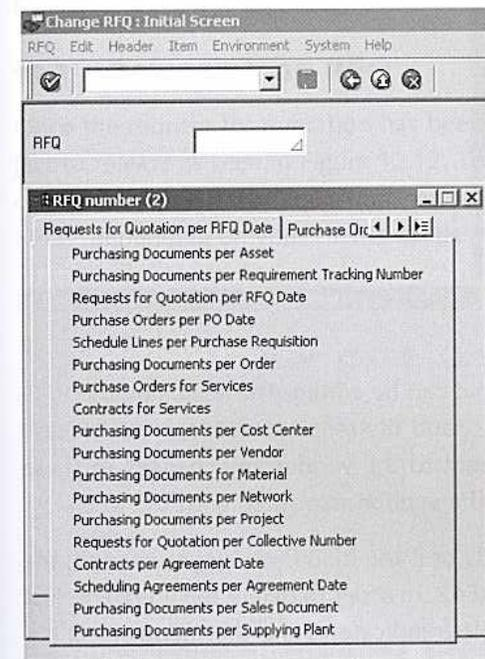 Change RFQ : Initial Screen
RFQ Edit Header Item Environment System Help
RFQ
RFQ number (2)
Requests for Quotation per RFQ Date Purchase Orc
Purchasing Documents per Asset
Purchasing Documents per Requirement Tracking Number
Requests for Quotation per RFQ Date
Purchase Orders per PO Date
Schedule Lines per Purchase Requisition
Purchasing Documents per Order
Purchase Orders for Services
Contracts for Services
Purchasing Documents per Cost Center
Purchasing Documents per Vendor
Purchasing Documents for Material
Purchasing Documents per Network
Purchasing Documents per Project
Requests for Quotation per Collective Number
Contracts per Agreement Date
Scheduling Agreements per Agreement Date
Purchasing Documents per Sales Document
Purchasing Documents per Supplying Plant